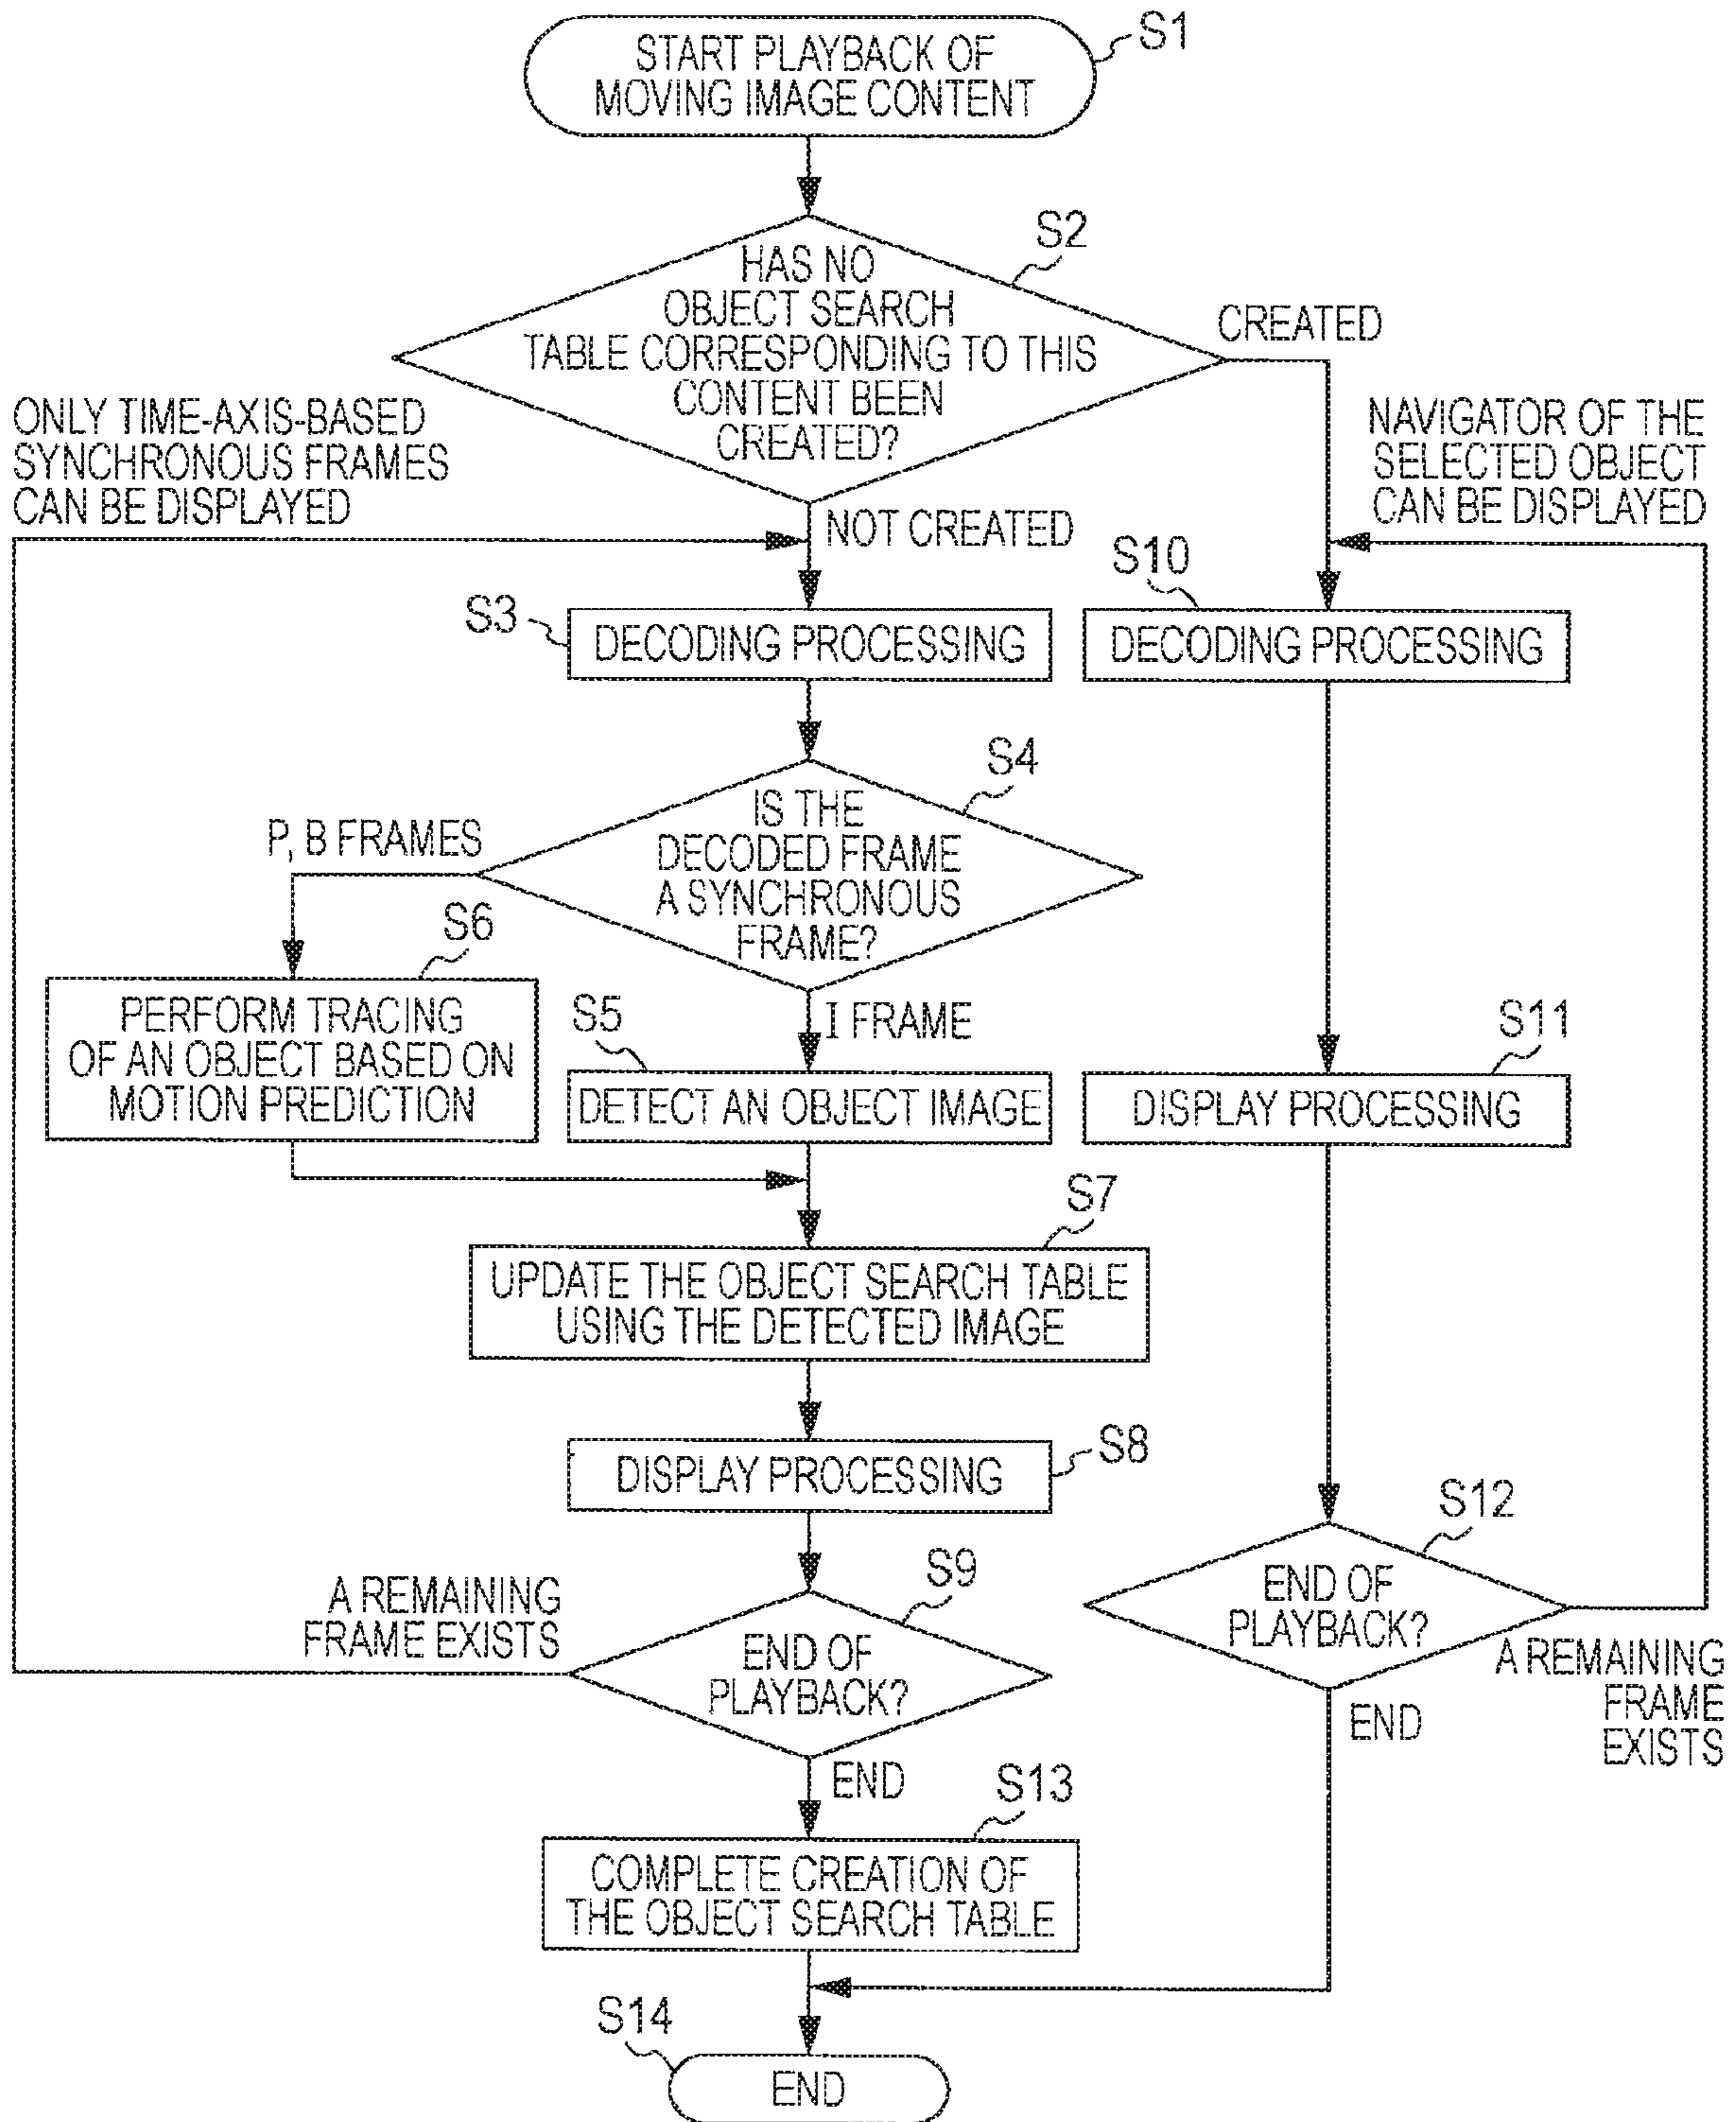 START PLAYBACK OF
MOVING IMAGE CONTENT
S1
S2
HAS NO
OBJECT SEARCH
TABLE CORRESPONDING TO THIS
CONTENT BEEN
CREATED?
CREATED
ONLY TIME-AXIS-BASED
SYNCHRONOUS FRAMES
CAN BE DISPLAYED
NAVIGATOR OF THE
SELECTED OBJECT
CAN BE DISPLAYED
NOT CREATED
S3
DECODING PROCESSING
S10
DECODING PROCESSING
S4
IS THE
DECODED FRAME
A SYNCHRONOUS
FRAME?
P, B FRAMES
S6
PERFORM TRACING
OF AN OBJECT BASED ON
MOTION PREDICTION
I FRAME
S5
DETECT AN OBJECT IMAGE
S11
DISPLAY PROCESSING
S7
UPDATE THE OBJECT SEARCH TABLE
USING THE DETECTED IMAGE
DISPLAY PROCESSING
S8
S12
END OF
PLAYBACK?
A REMAINING
FRAME
EXISTS
END
S9
A REMAINING
FRAME EXISTS
END OF
PLAYBACK?
END
S13
COMPLETE CREATION OF
THE OBJECT SEARCH TABLE
S14
END